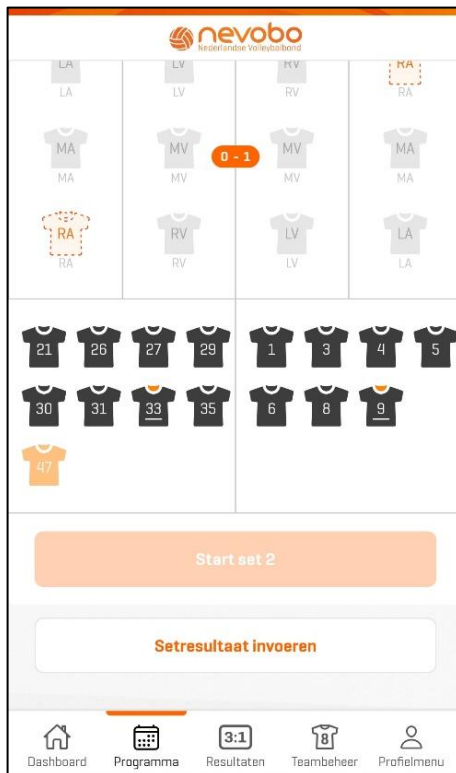 nevobo
Nederlandse Volleybalbond
LA LV RV RA
LA LV RV RA
MA MV 0 - 1 MV MA
MA MV MV MA
RA RV LV LA
RA RV LV LA
21 26 27 29 1 3 4 5
30 31 33 35 6 8 9
47
Start set 2
Setresultaat invoeren
3:1 8
Dashboard Programma Resultaten Teambeheer Profielmenu